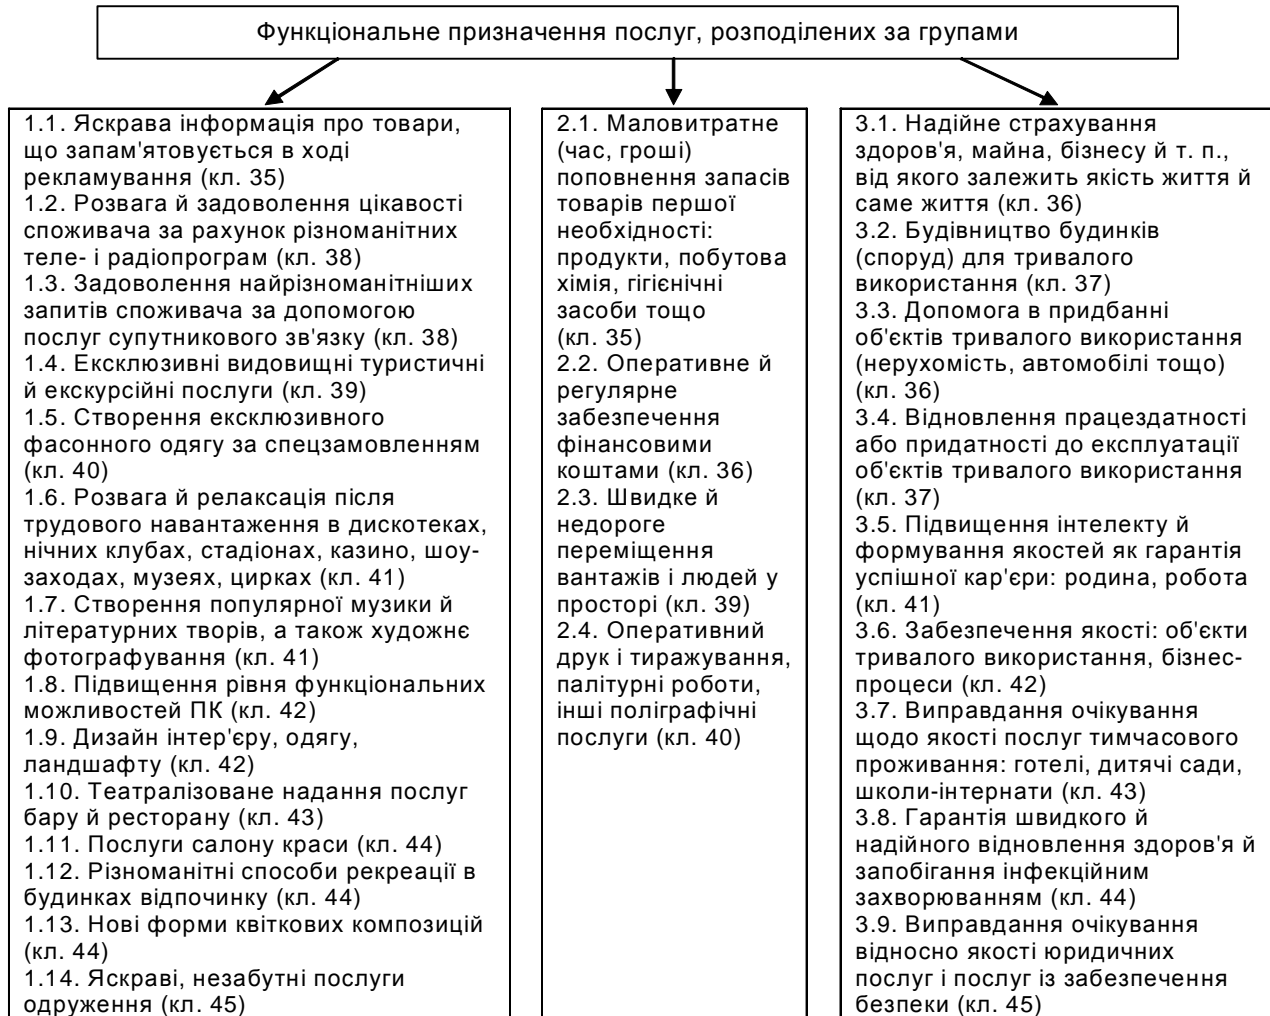 Функціональне призначення послуг, розподілених за групами
1.1. Яскрава інформація про товари,
що запам'ятовується в ході
рекламування (кл. 35)
1.2. Розвага й задоволення цікавості
споживача за рахунок різноманітних
теле- і радіопрограм (кл. 38)
1.3. Задоволення найрізноманітніших
запитів споживача за допомогою
послуг супутникового зв'язку (кл. 38)
1.4. Ексклюзивні видовищні туристичні
й екскурсійні послуги (кл. 39)
1.5. Створення ексклюзивного
фасонного одягу за спецзамовленням
(кл. 40)
1.6. Розвага й релаксація після
трудового навантаження в дискотеках,
нічних клубах, стадіонах, казино, шоу-
заходах, музеях, цирках (кл. 41)
1.7. Створення популярної музики й
літературних творів, а також художнє
фотографування (кл. 41)
1.8. Підвищення рівня функціональних
можливостей ПК (кл. 42)
1.9. Дизайн інтер'єру, одягу,
ландшафту (кл. 42)
1.10. Театралізоване надання послуг
бару й ресторану (кл. 43)
1.11. Послуги салону краси (кл. 44)
1.12. Різноманітні способи рекреації в
будинках відпочинку (кл. 44)
1.13. Нові форми квіткових композицій
(кл. 44)
1.14. Яскраві, незабутні послуги
одруження (кл. 45)
2.1. Маловитратне
(час, гроші)
поповнення запасів
товарів першої
необхідності:
продукти, побутова
хімія, гігієнічні
засоби тощо
(кл. 35)
2.2. Оперативне й
регулярне
забезпечення
фінансовими
коштами (кл. 36)
2.3. Швидке й
недороге
переміщення
вантажів і людей у
просторі (кл. 39)
2.4. Оперативний
друк і тиражування,
палітурні роботи,
інші поліграфічні
послуги (кл. 40)
3.1. Надійне страхування
здоров'я, майна, бізнесу й т. п.,
від якого залежить якість життя й
саме життя (кл. 36)
3.2. Будівництво будинків
(споруд) для тривалого
використання (кл. 37)
3.3. Допомога в придбанні
об'єктів тривалого використання
(нерухомість, автомобілі тощо)
(кл. 36)
3.4. Відновлення працездатності
або придатності до експлуатації
об'єктів тривалого використання
(кл. 37)
3.5. Підвищення інтелекту й
формування якостей як гарантія
успішної кар'єри: родина, робота
(кл. 41)
3.6. Забезпечення якості: об'єкти
тривалого використання, бізнес-
процеси (кл. 42)
3.7. Виправдання очікування
щодо якості послуг тимчасового
проживання: готелі, дитячі сади,
школи-інтернати (кл. 43)
3.8. Гарантія швидкого й
надійного відновлення здоров'я й
запобігання інфекційним
захворюванням (кл. 44)
3.9. Виправдання очікування
відносно якості юридичних
послуг і послуг із забезпечення
безпеки (кл. 45)